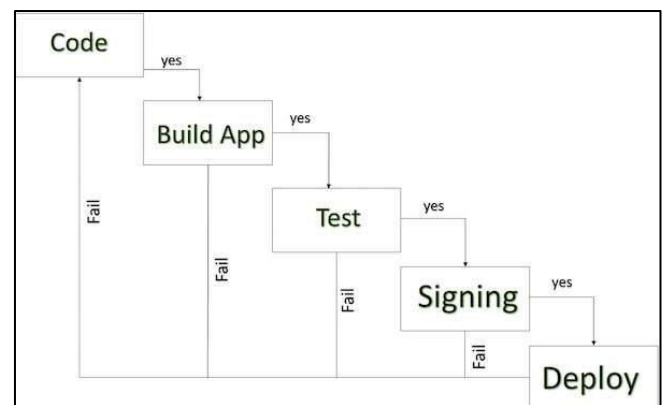 Code
yes
Build App
yes
Test
yes
Signing
yes
Deploy
Fail
Fail
Fail
Fail